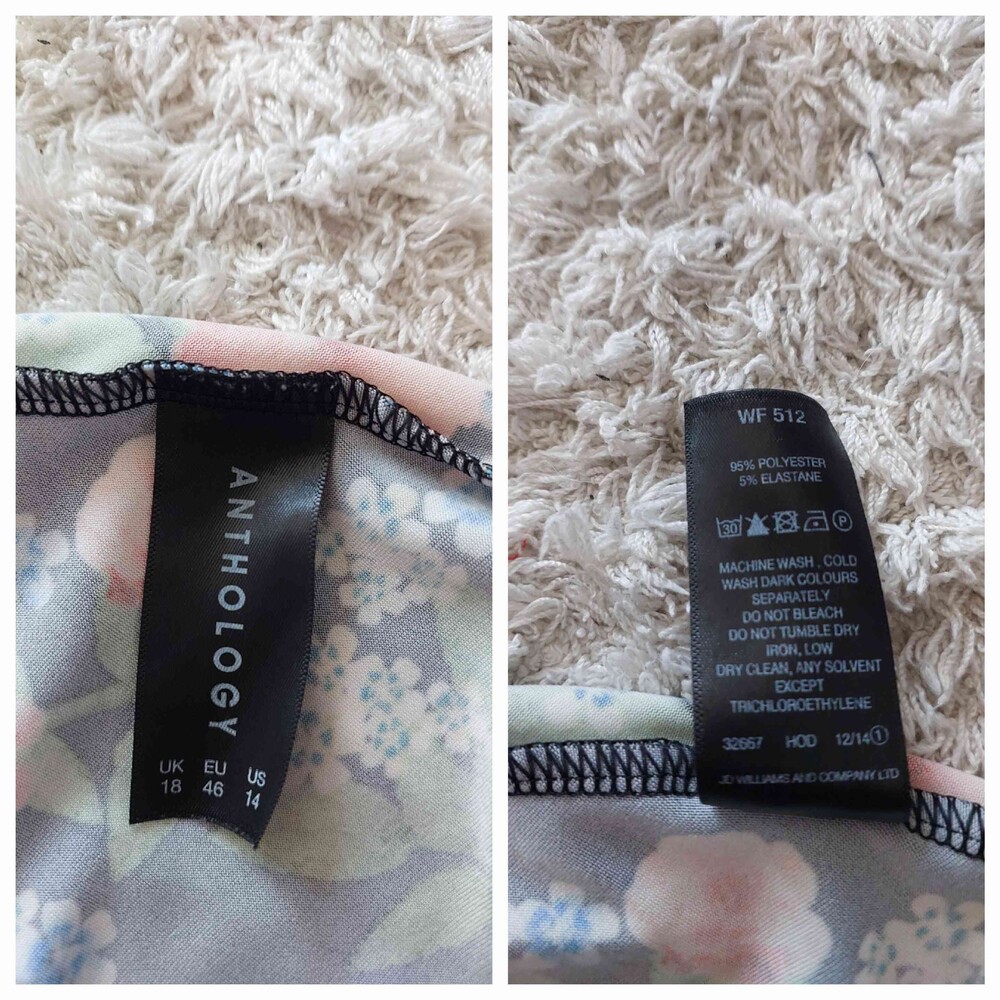 ANTHOLOGY
UK EU US
18 46 14
WF 512
95% POLYESTER
5% ELASTANE
30 P
MACHINE WASH , COLD
WASH DARK COLOURS
SEPARATELY
DO NOT BLEACH
DO NOT TUMBLE DRY
IRON, LOW
DRY CLEAN, ANY SOLVENT
EXCEPT
TRICHLOROETHYLENE
32667 HOD 12/14 1
JD WILLIAMS AND COMPANY LTD